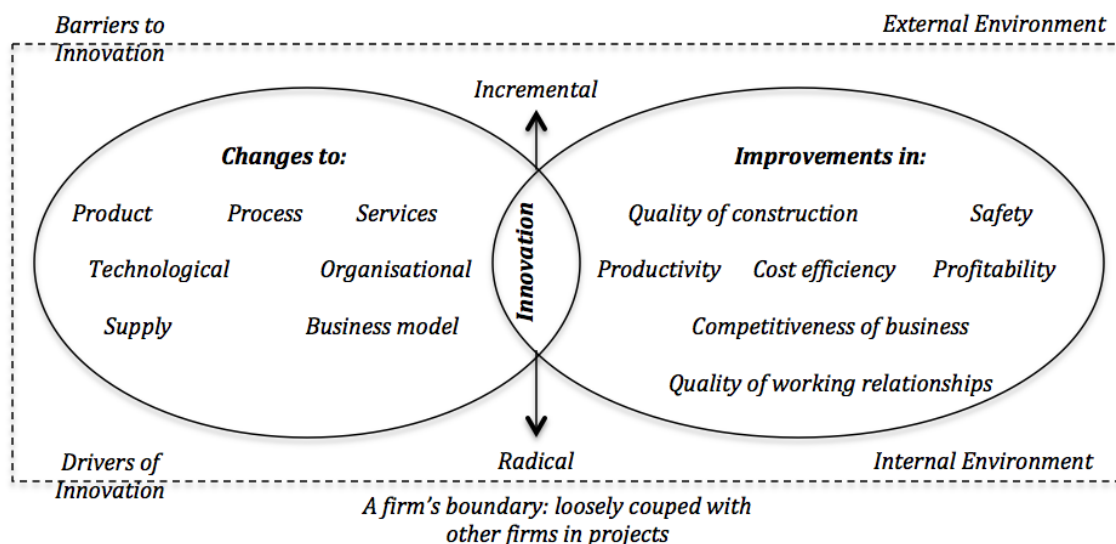 Barriers to
Innovation
External Environment
Incremental
Changes to:
Improvements in:
Product Process Services
Quality of construction Safety
Technological Organisational
Innovation
Productivity Cost efficiency Profitability
Supply Business model
Competitiveness of business
Quality of working relationships
Drivers of
Innovation
Radical
Internal Environment
A firm's boundary: loosely couped with
other firms in projects